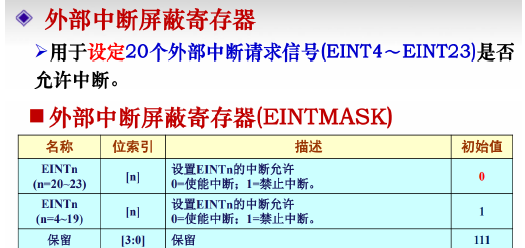 外部中断屏蔽寄存器
用于设定20个外部中断请求信号(EINT4～EINT23)是否
允许中断。
外部中断屏蔽寄存器(EINTMASK)
名称 位索引 描述 初始值
EINTn
(n=20~23) [n] 设置EINTn的中断允许
0=使能中断；1=禁止中断。 0
EINTn
(n=4~19) [n] 设置EINTn的中断允许
0=使能中断；1=禁止中断。 1
保留 [3:0] 保留 111